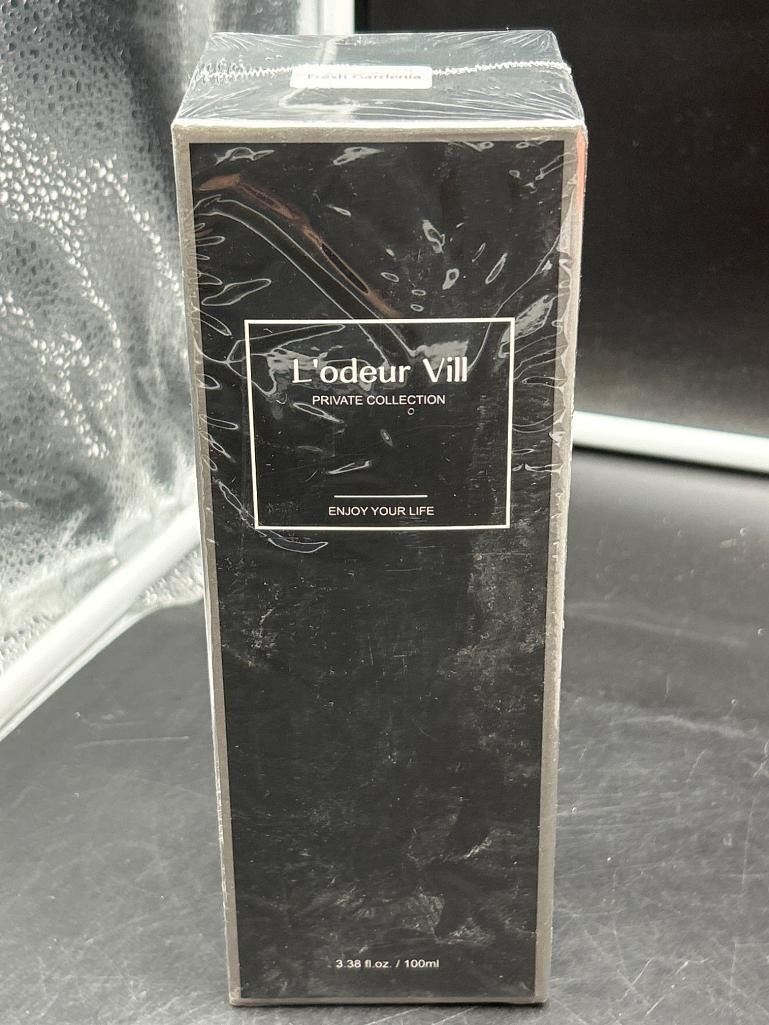 Fresh Gardenia
L'odeur Vill
PRIVATE COLLECTION
ENJOY YOUR LIFE
3.38 fl.oz. / 100ml